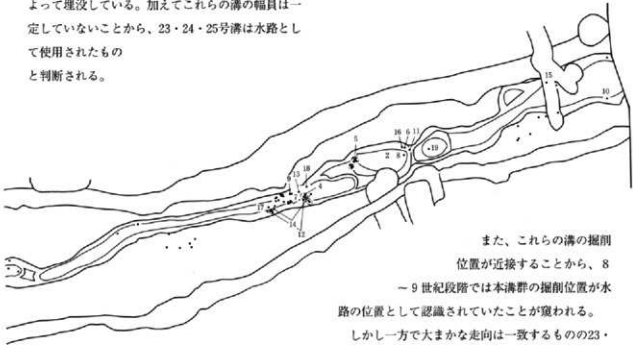 よって埋没している。加えてこれらの溝の幅員は一
定していないことから、23・24・25号溝は水路とし
て使用されたもの
と判断される。
15
10
16 6 11
5
2 8
19
18
13
9
4
17
14
12
また、これらの溝の掘削
位置が近接することから、8
～9世紀段階では本溝群の掘削位置が水
路の位置として認識されていたことが窺われる。
しかし一方で大まかな走向は一致するものの23・